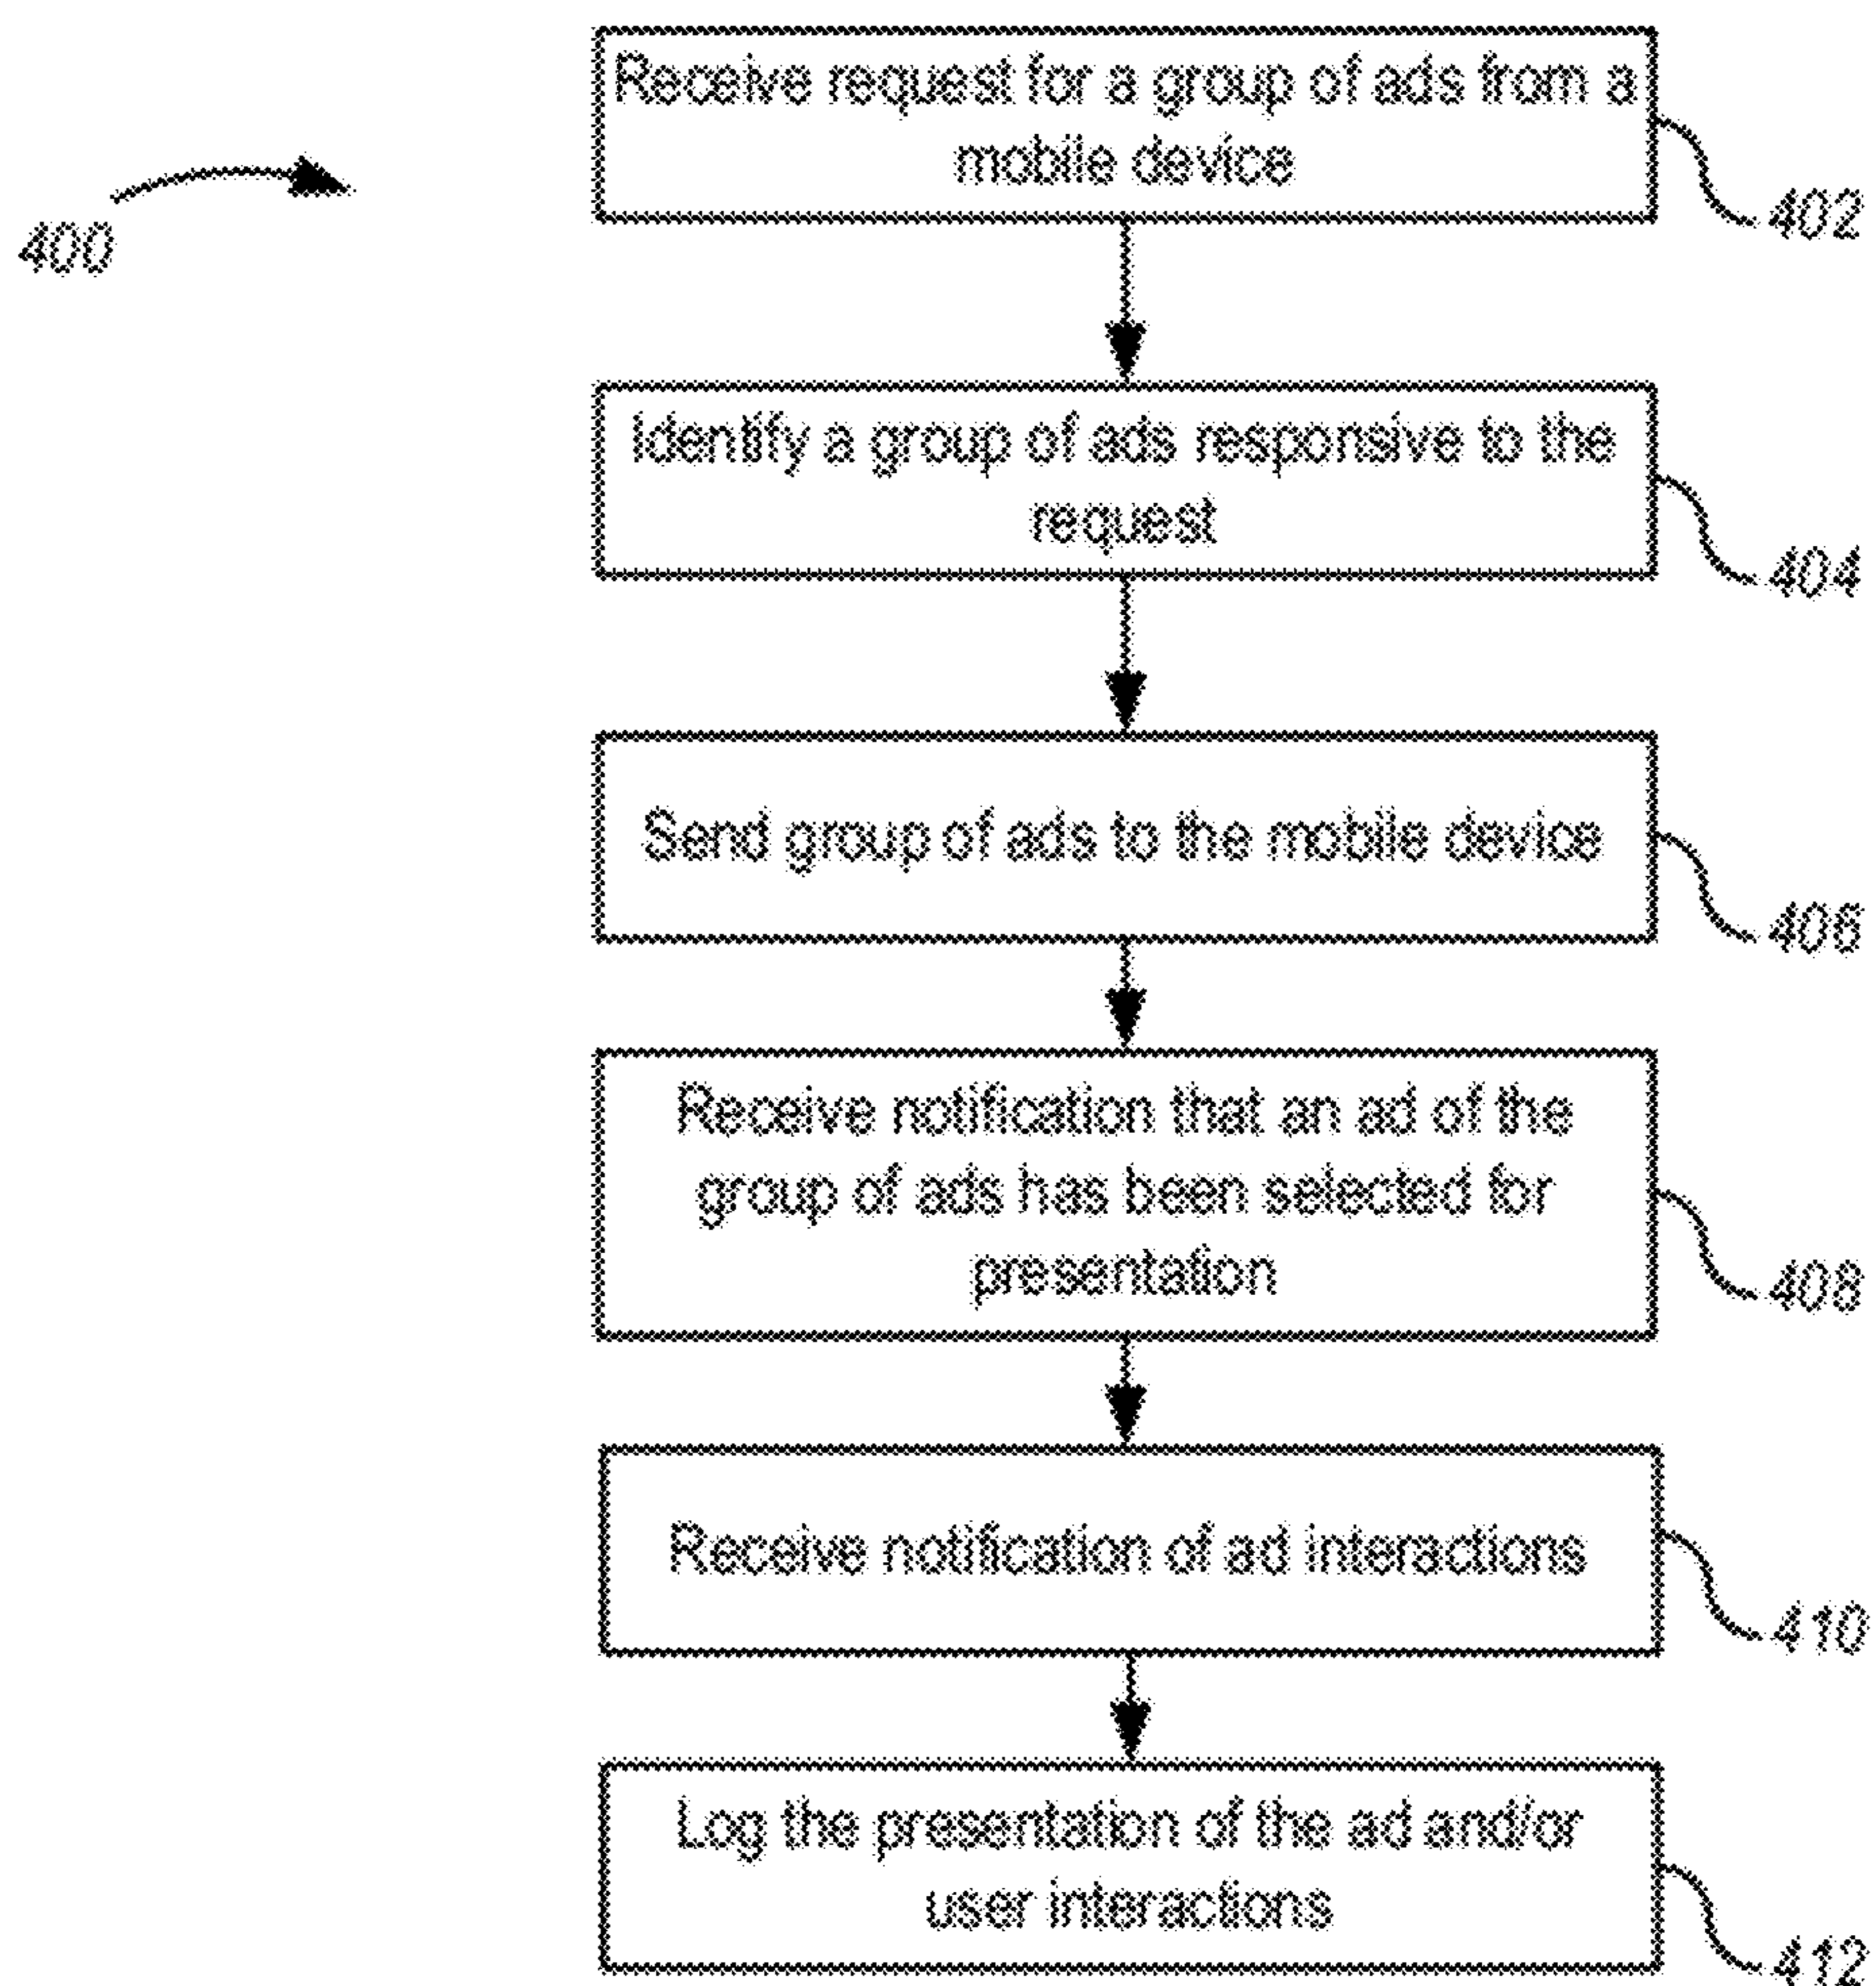 Receive request for a group of ads from a
mobile device
402
400
Identify a group of ads responsive to the
request
404
Send group of ads to the mobile device
406
Receive notification that an ad of the
group of ads has been selected for
presentation
408
Receive notification of ad interactions
410
Log the presentation of the ad and/or
user interactions
412